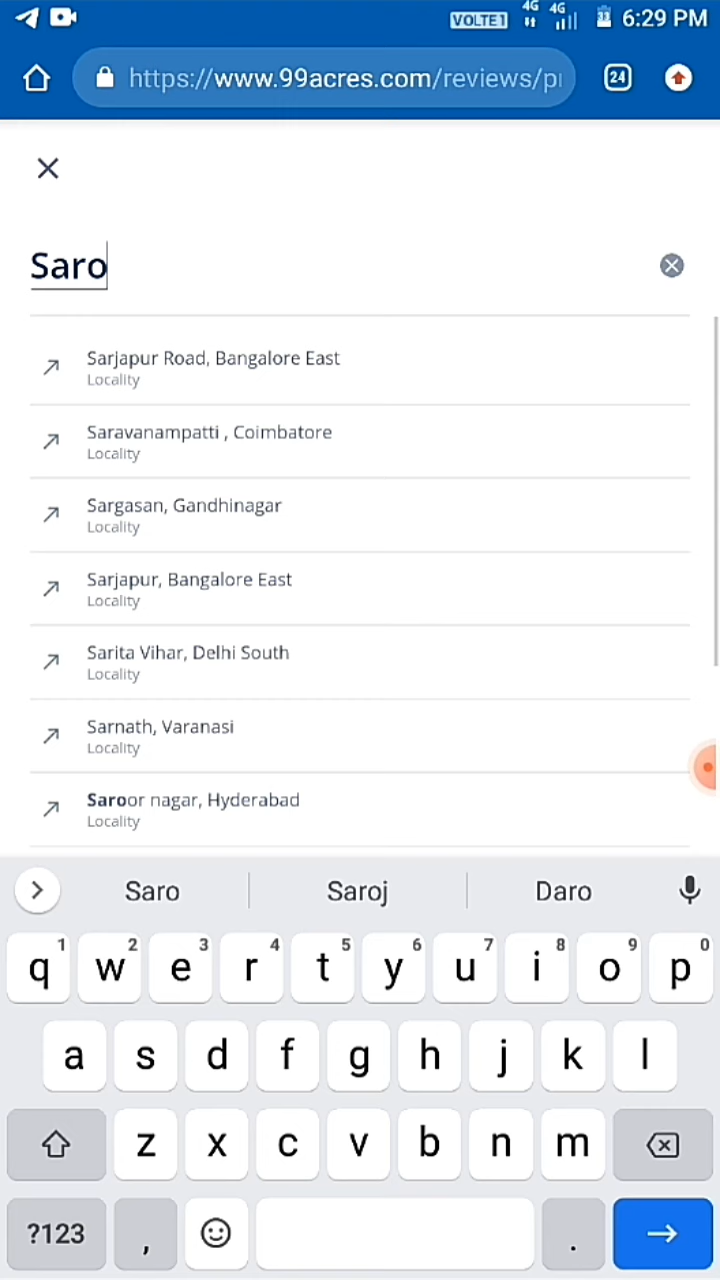 VOLTE1 4G 4G 33 6:29 PM
https://www.99acres.com/reviews/p 24
Saro
Sarjapur Road, Bangalore East
Locality
Saravanampatti , Coimbatore
Locality
Sargasan, Gandhinagar
Locality
Sarjapur, Bangalore East
Locality
Sarita Vihar, Delhi South
Locality
Sarnath, Varanasi
Locality
Saroor nagar, Hyderabad
Locality
Saro Saroj Daro
q1 w2 e3 r4 t5 y6 u7 i8 o9 p0
a s d f g h j k l
z x c v b n m
?123 , .